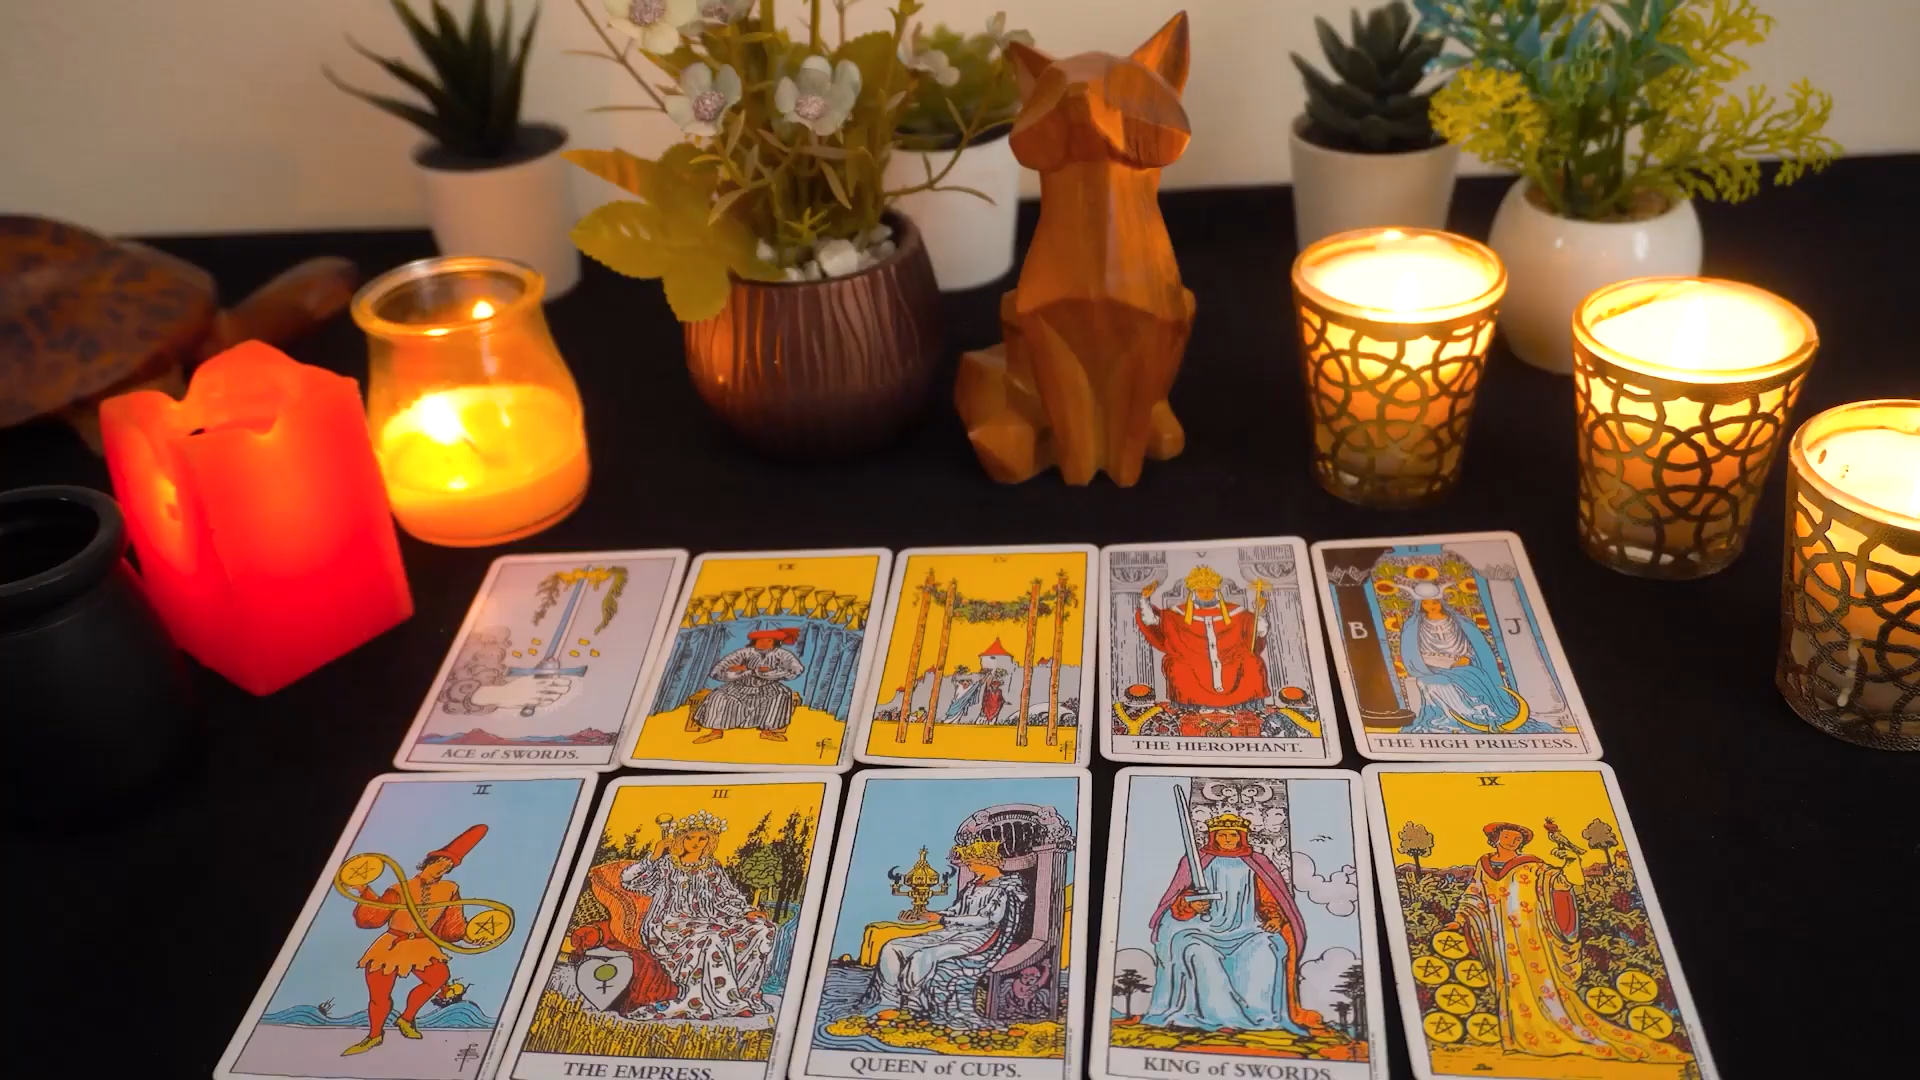 IX
IV
V
II
B
J
ACE of SWORDS.
THE HIEROPHANT.
THE HIGH PRIESTESS.
II
III
IX
THE EMPRESS.
QUEEN of CUPS.
KING of SWORDS.